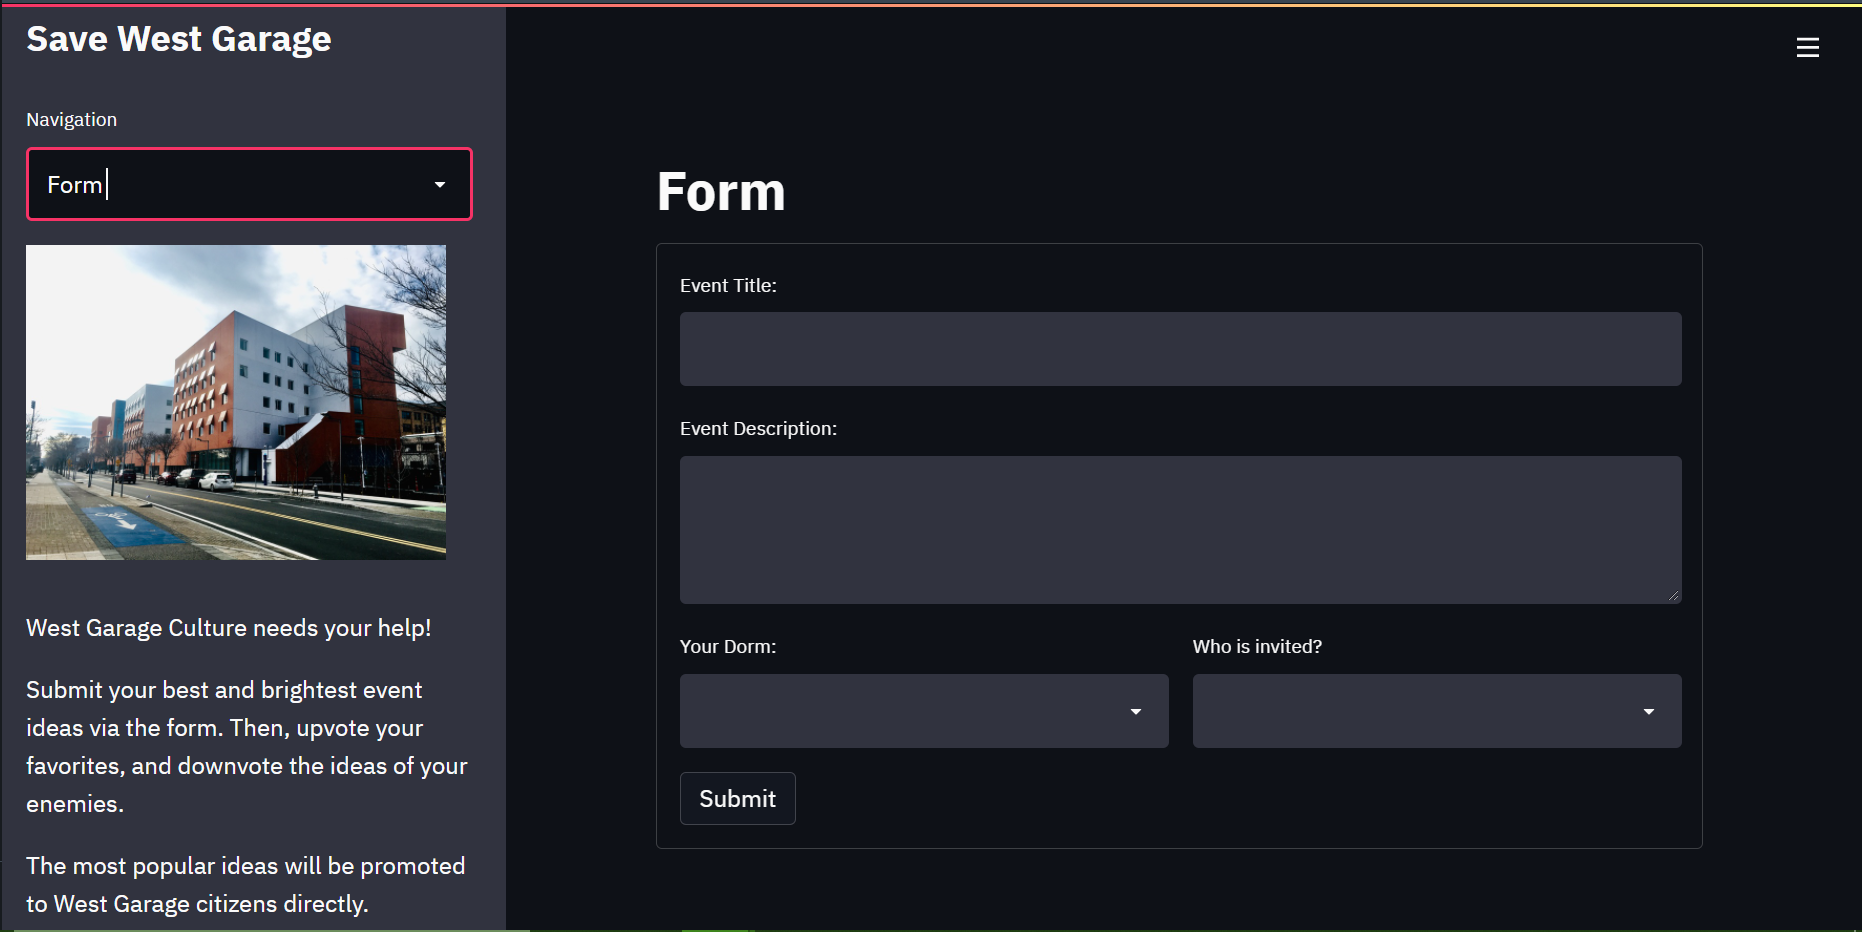 Save West Garage
Navigation
Form
West Garage Culture needs your help!
Submit your best and brightest event
ideas via the form. Then, upvote your
favorites, and downvote the ideas of your
enemies.
The most popular ideas will be promoted
to West Garage citizens directly.
Form
Event Title:
Event Description:
Your Dorm:
Who is invited?
Submit